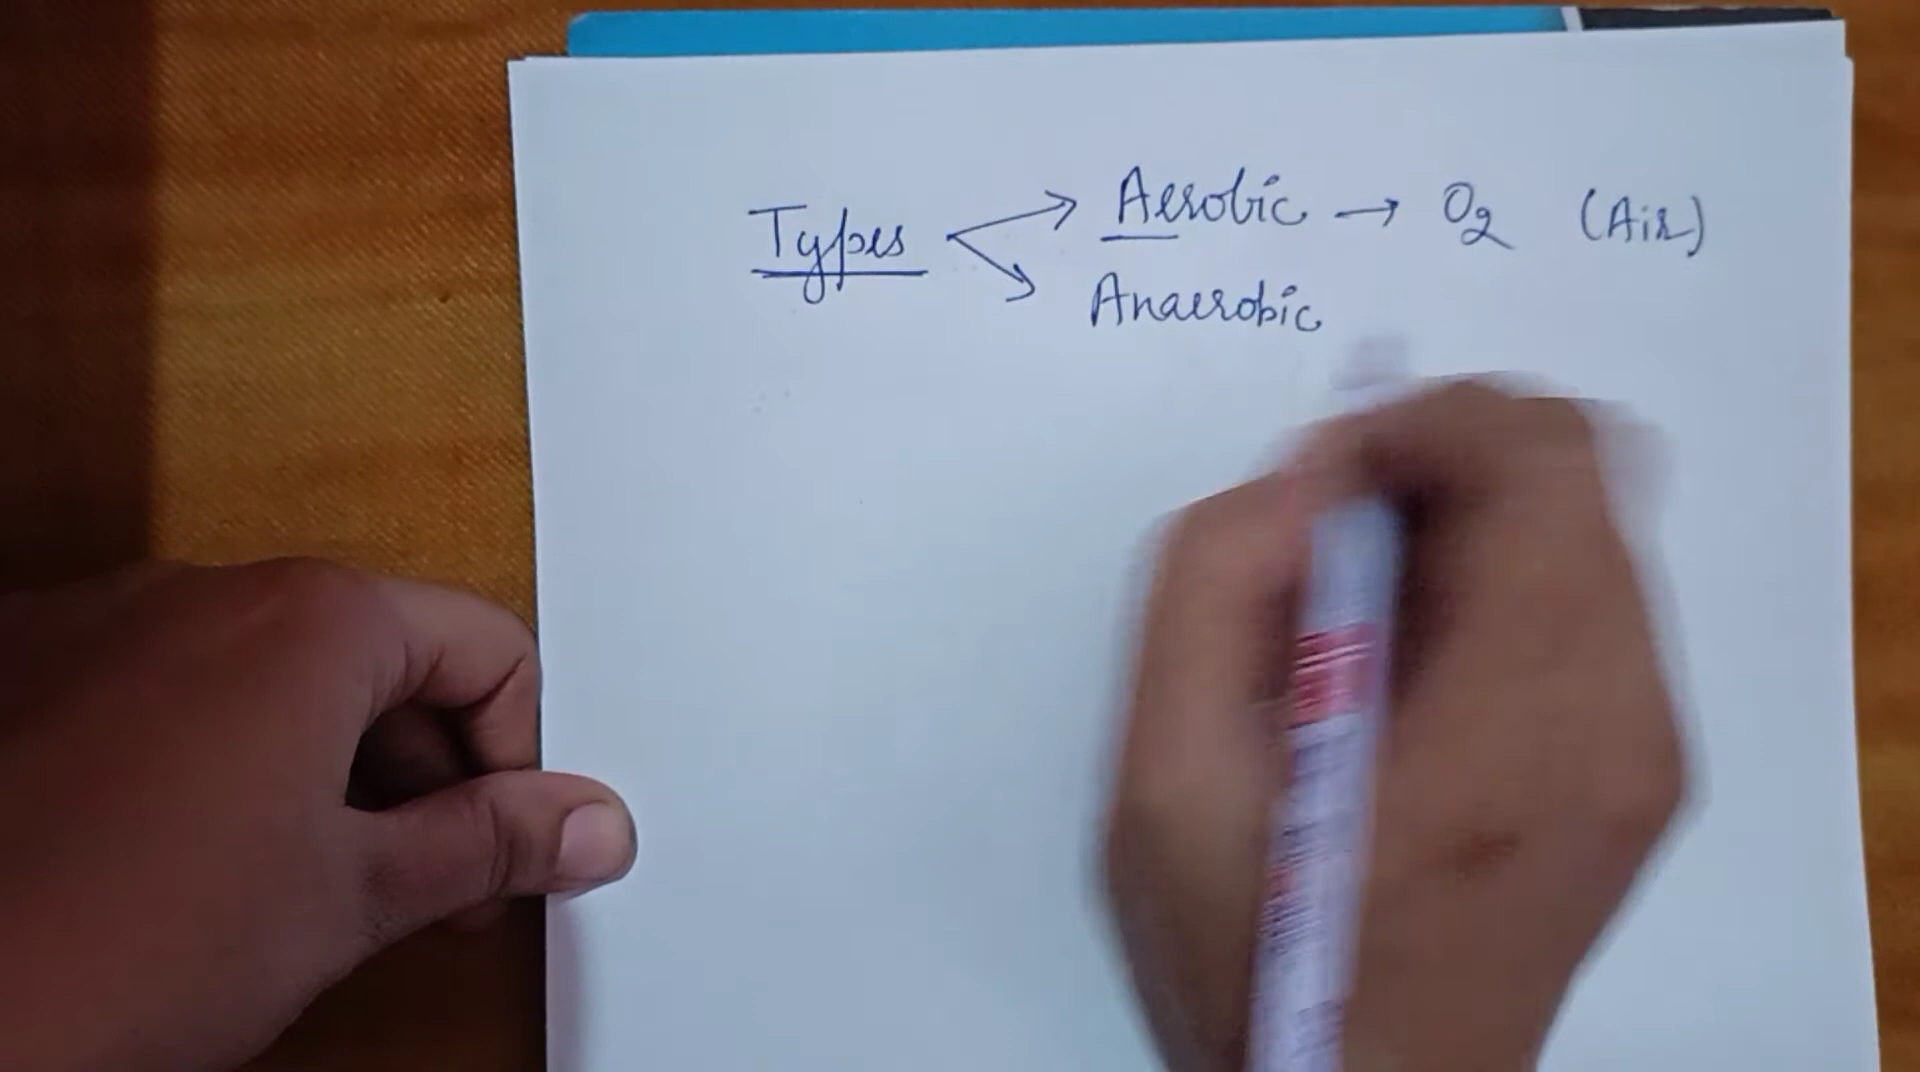 Types → Aerobic → O2 (Air)
→ Anaerobic